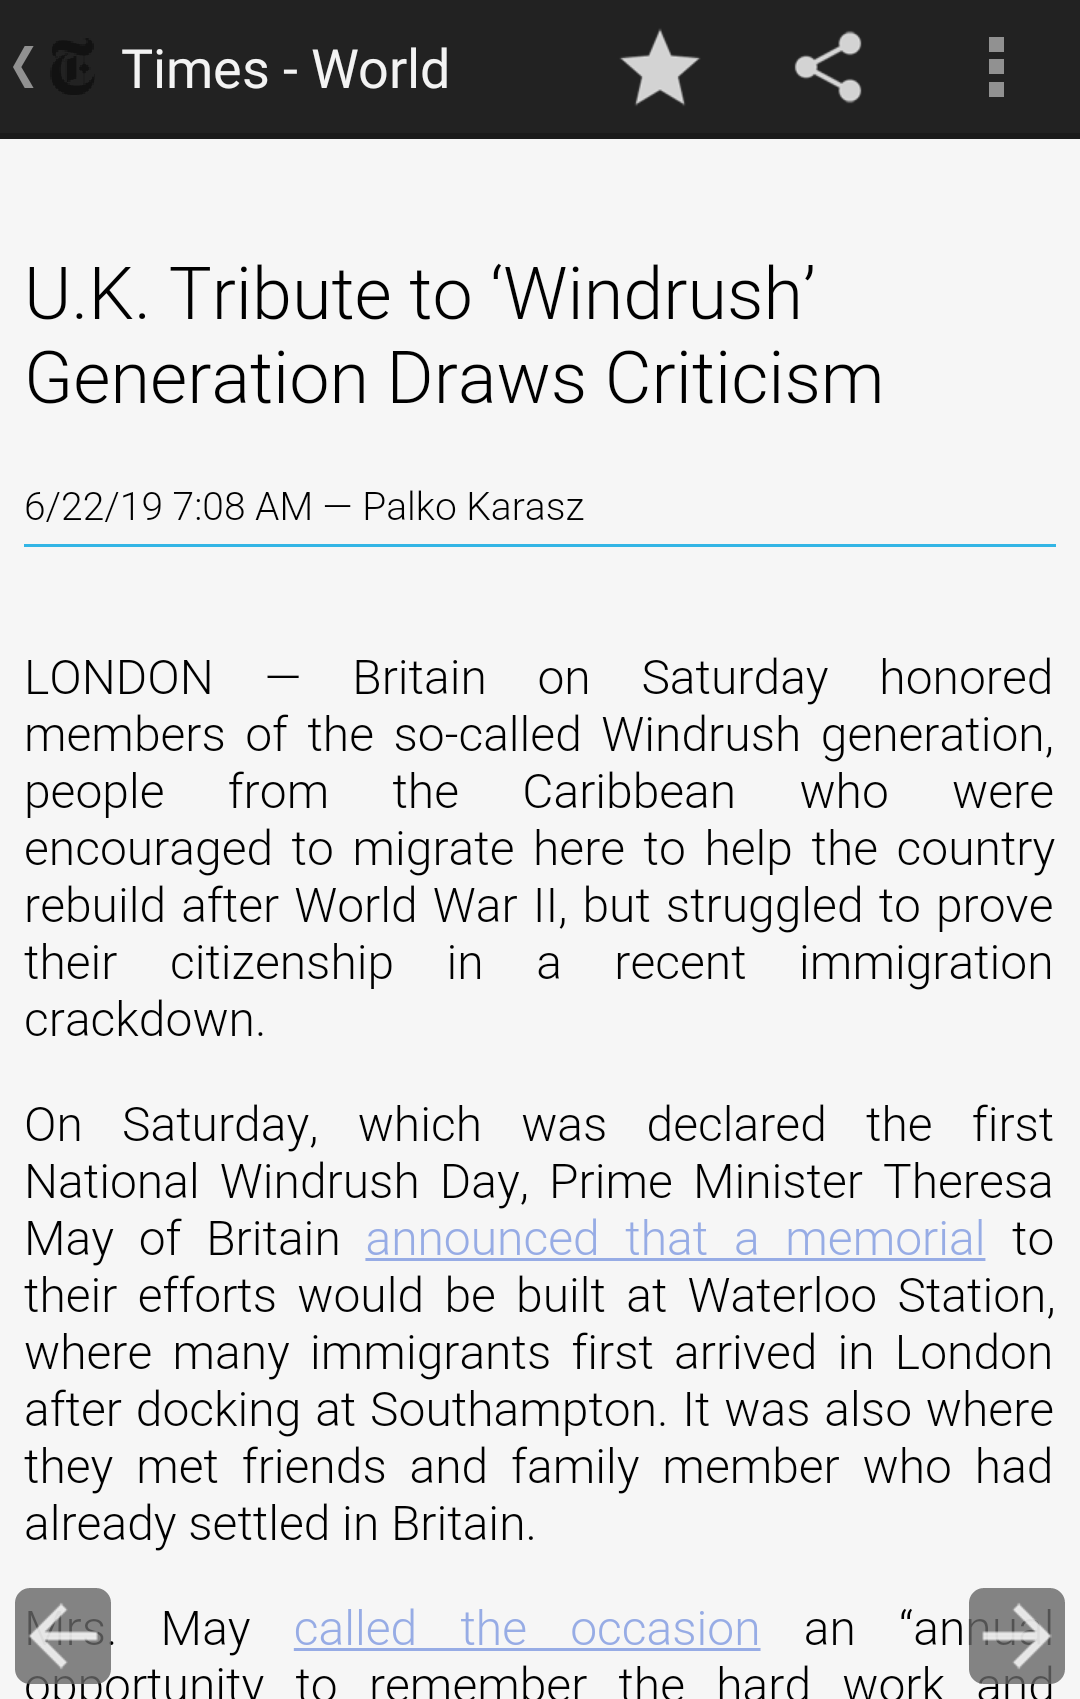 Times - World
U.K. Tribute to ‘Windrush’
Generation Draws Criticism
6/22/19 7:08 AM — Palko Karasz
LONDON — Britain on Saturday honored
members of the so-called Windrush generation,
people from the Caribbean who were
encouraged to migrate here to help the country
rebuild after World War II, but struggled to prove
their citizenship in a recent immigration
crackdown.
On Saturday, which was declared the first
National Windrush Day, Prime Minister Theresa
May of Britain announced that a memorial to
their efforts would be built at Waterloo Station,
where many immigrants first arrived in London
after docking at Southampton. It was also where
they met friends and family member who had
already settled in Britain.
Mrs. May called the occasion an “annual
opportunity to remember the hard work and